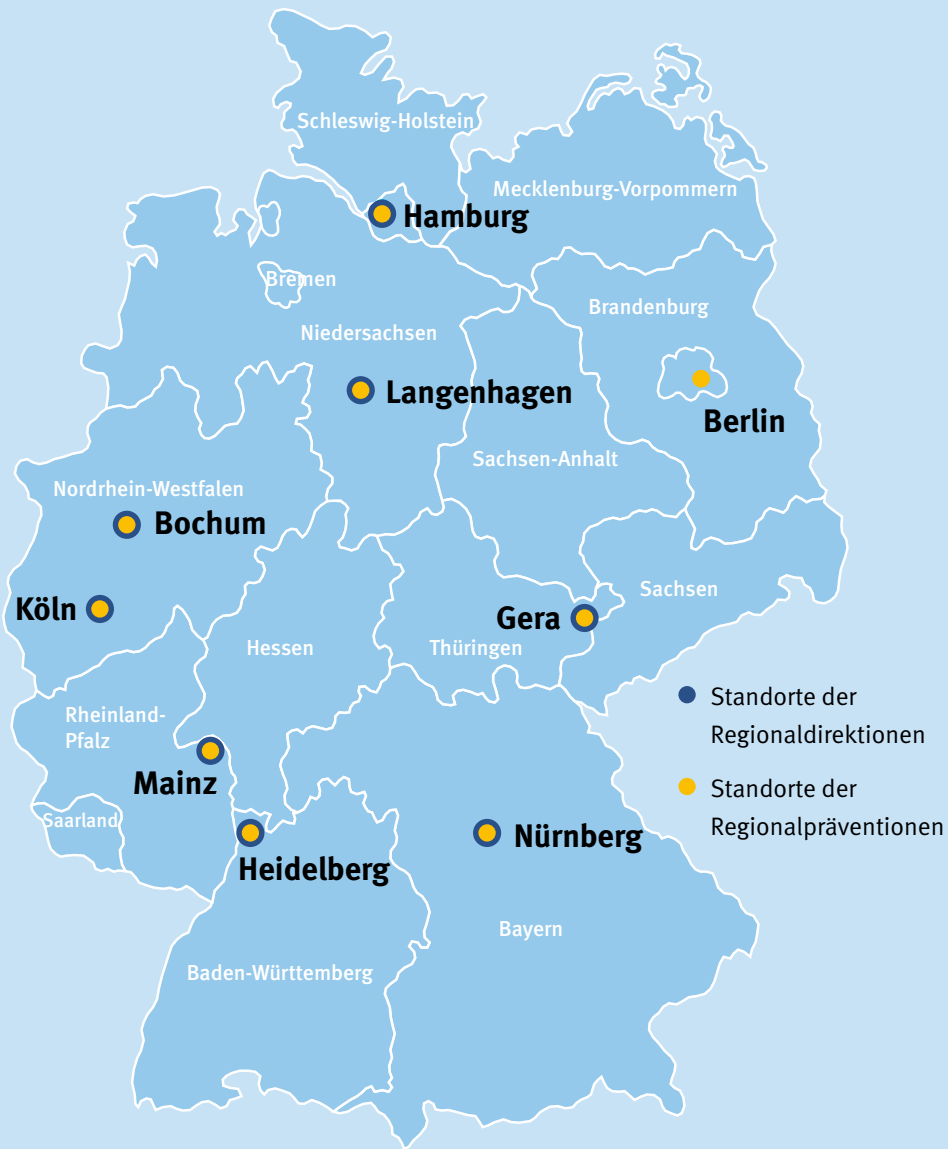 Schleswig-Holstein
Mecklenburg-Vorpommern
Hamburg
Bremen
Brandenburg
Niedersachsen
Langenhagen
Berlin
Sachsen-Anhalt
Nordrhein-Westfalen
Bochum
Sachsen
Köln
Gera
Hessen
Thüringen
Rheinland-
Pfalz
Mainz
Saarland
Heidelberg
Nürnberg
Bayern
Baden-Württemberg
Standorte der
Regionaldirektionen
Standorte der
Regionalpräventionen